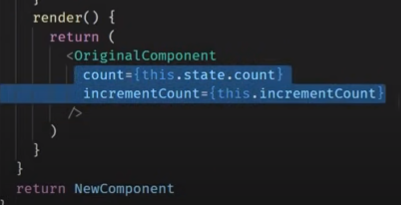 }
render() {
return (
<OriginalComponent
count={this.state.count}
incrementCount={this.incrementCount}
/>
)
}
}
return NewComponent
}